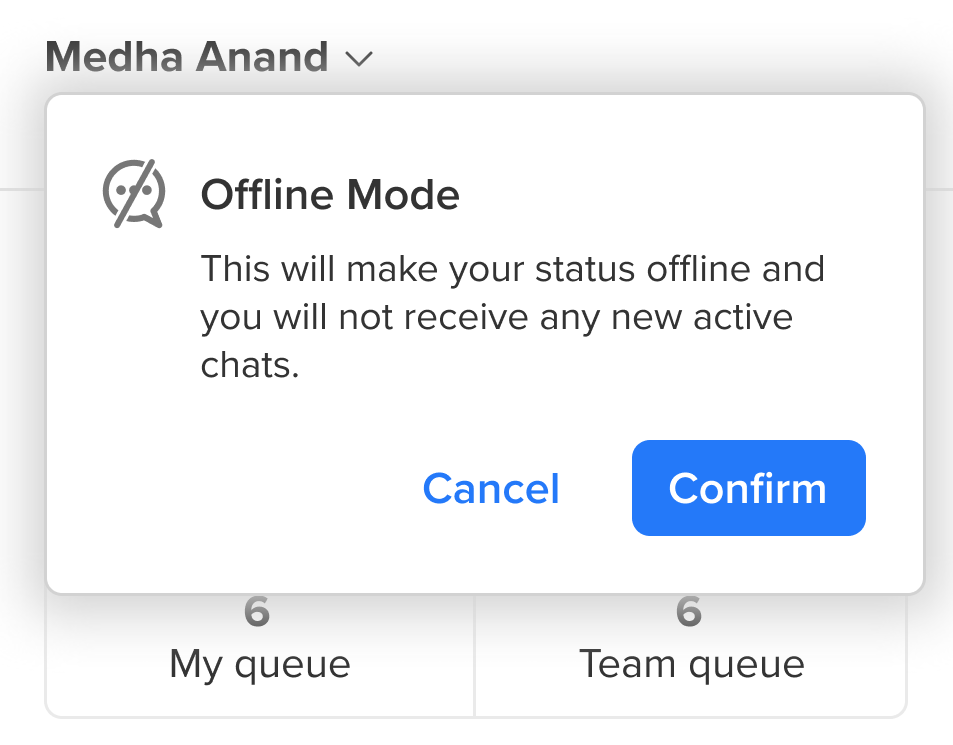 Medha Anand
Offline Mode
This will make your status offline and
you will not receive any new active
chats.
Cancel Confirm
6 6
My queue Team queue